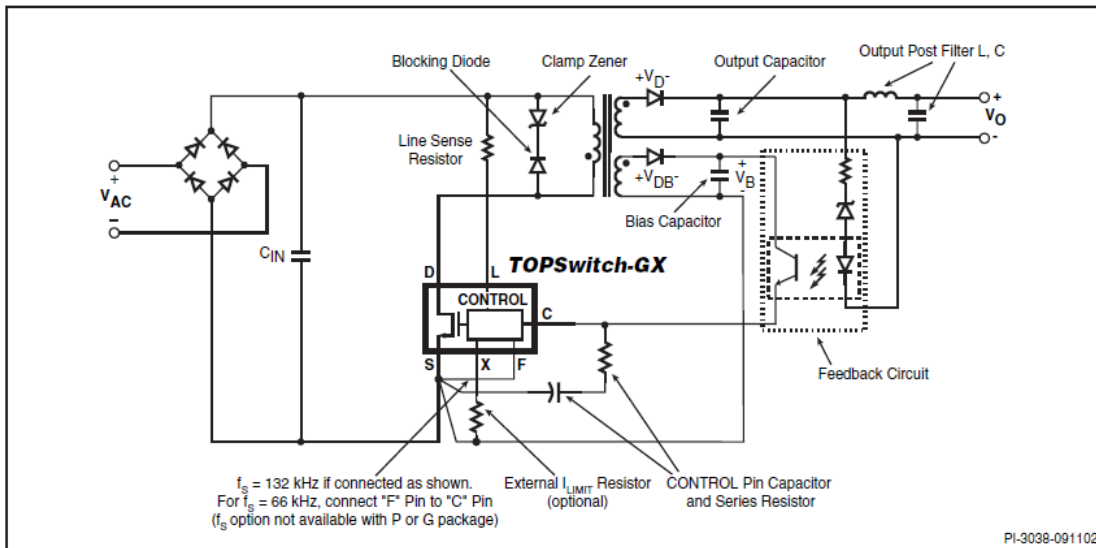 Output Post Filter L, C
Blocking Diode
Clamp Zener
Output Capacitor
+VD-
+
VO
-
Line Sense
Resistor
+
VAC
−
+VDB-
+
VB
-
Bias Capacitor
CIN
TOPSwitch-GX
D
L
CONTROL
C
S
X
F
Feedback Circuit
fS = 132 kHz if connected as shown.
For fS = 66 kHz, connect "F" Pin to "C" Pin
(fS option not available with P or G package)
External ILIMIT Resistor
(optional)
CONTROL Pin Capacitor
and Series Resistor
PI-3038-091102